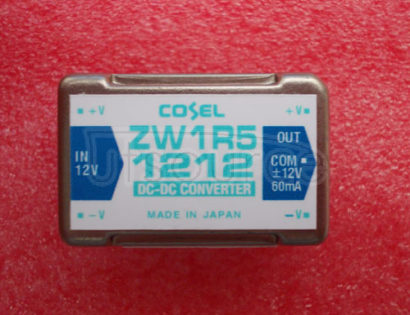 COSEL
+V +V
ZW1R5
1212
DC-DC CONVERTER
IN
12V
OUT
COM
±12V
60mA
-V -V
MADE IN JAPAN